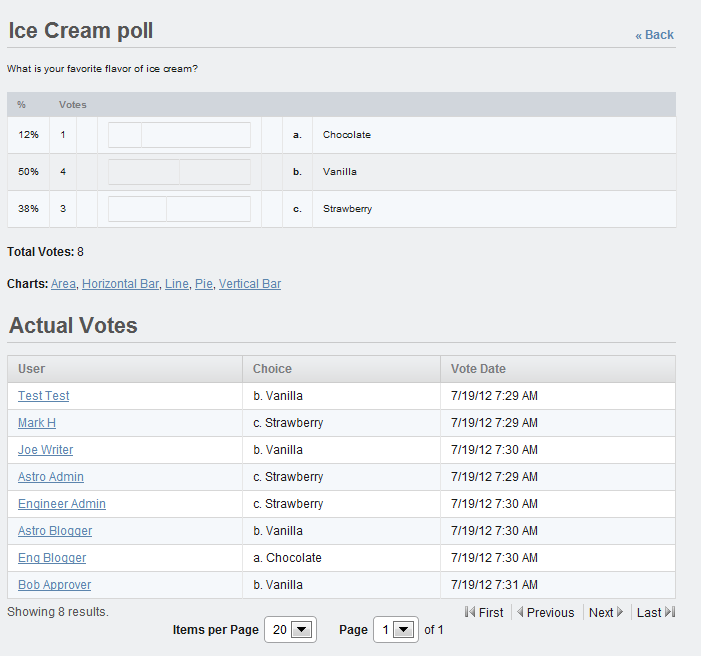 Ice Cream poll
« Back
What is your favorite flavor of ice cream?
% Votes
12% 1 a. Chocolate
50% 4 b. Vanilla
38% 3 c. Strawberry
Total Votes: 8
Charts: Area, Horizontal Bar, Line, Pie, Vertical Bar
Actual Votes
User Choice Vote Date
Test Test b. Vanilla 7/19/12 7:29 AM
Mark H c. Strawberry 7/19/12 7:29 AM
Joe Writer b. Vanilla 7/19/12 7:30 AM
Astro Admin c. Strawberry 7/19/12 7:29 AM
Engineer Admin c. Strawberry 7/19/12 7:30 AM
Astro Blogger b. Vanilla 7/19/12 7:30 AM
Eng Blogger a. Chocolate 7/19/12 7:30 AM
Bob Approver b. Vanilla 7/19/12 7:31 AM
Showing 8 results. First Previous Next Last
Items per Page 20 Page 1 of 1